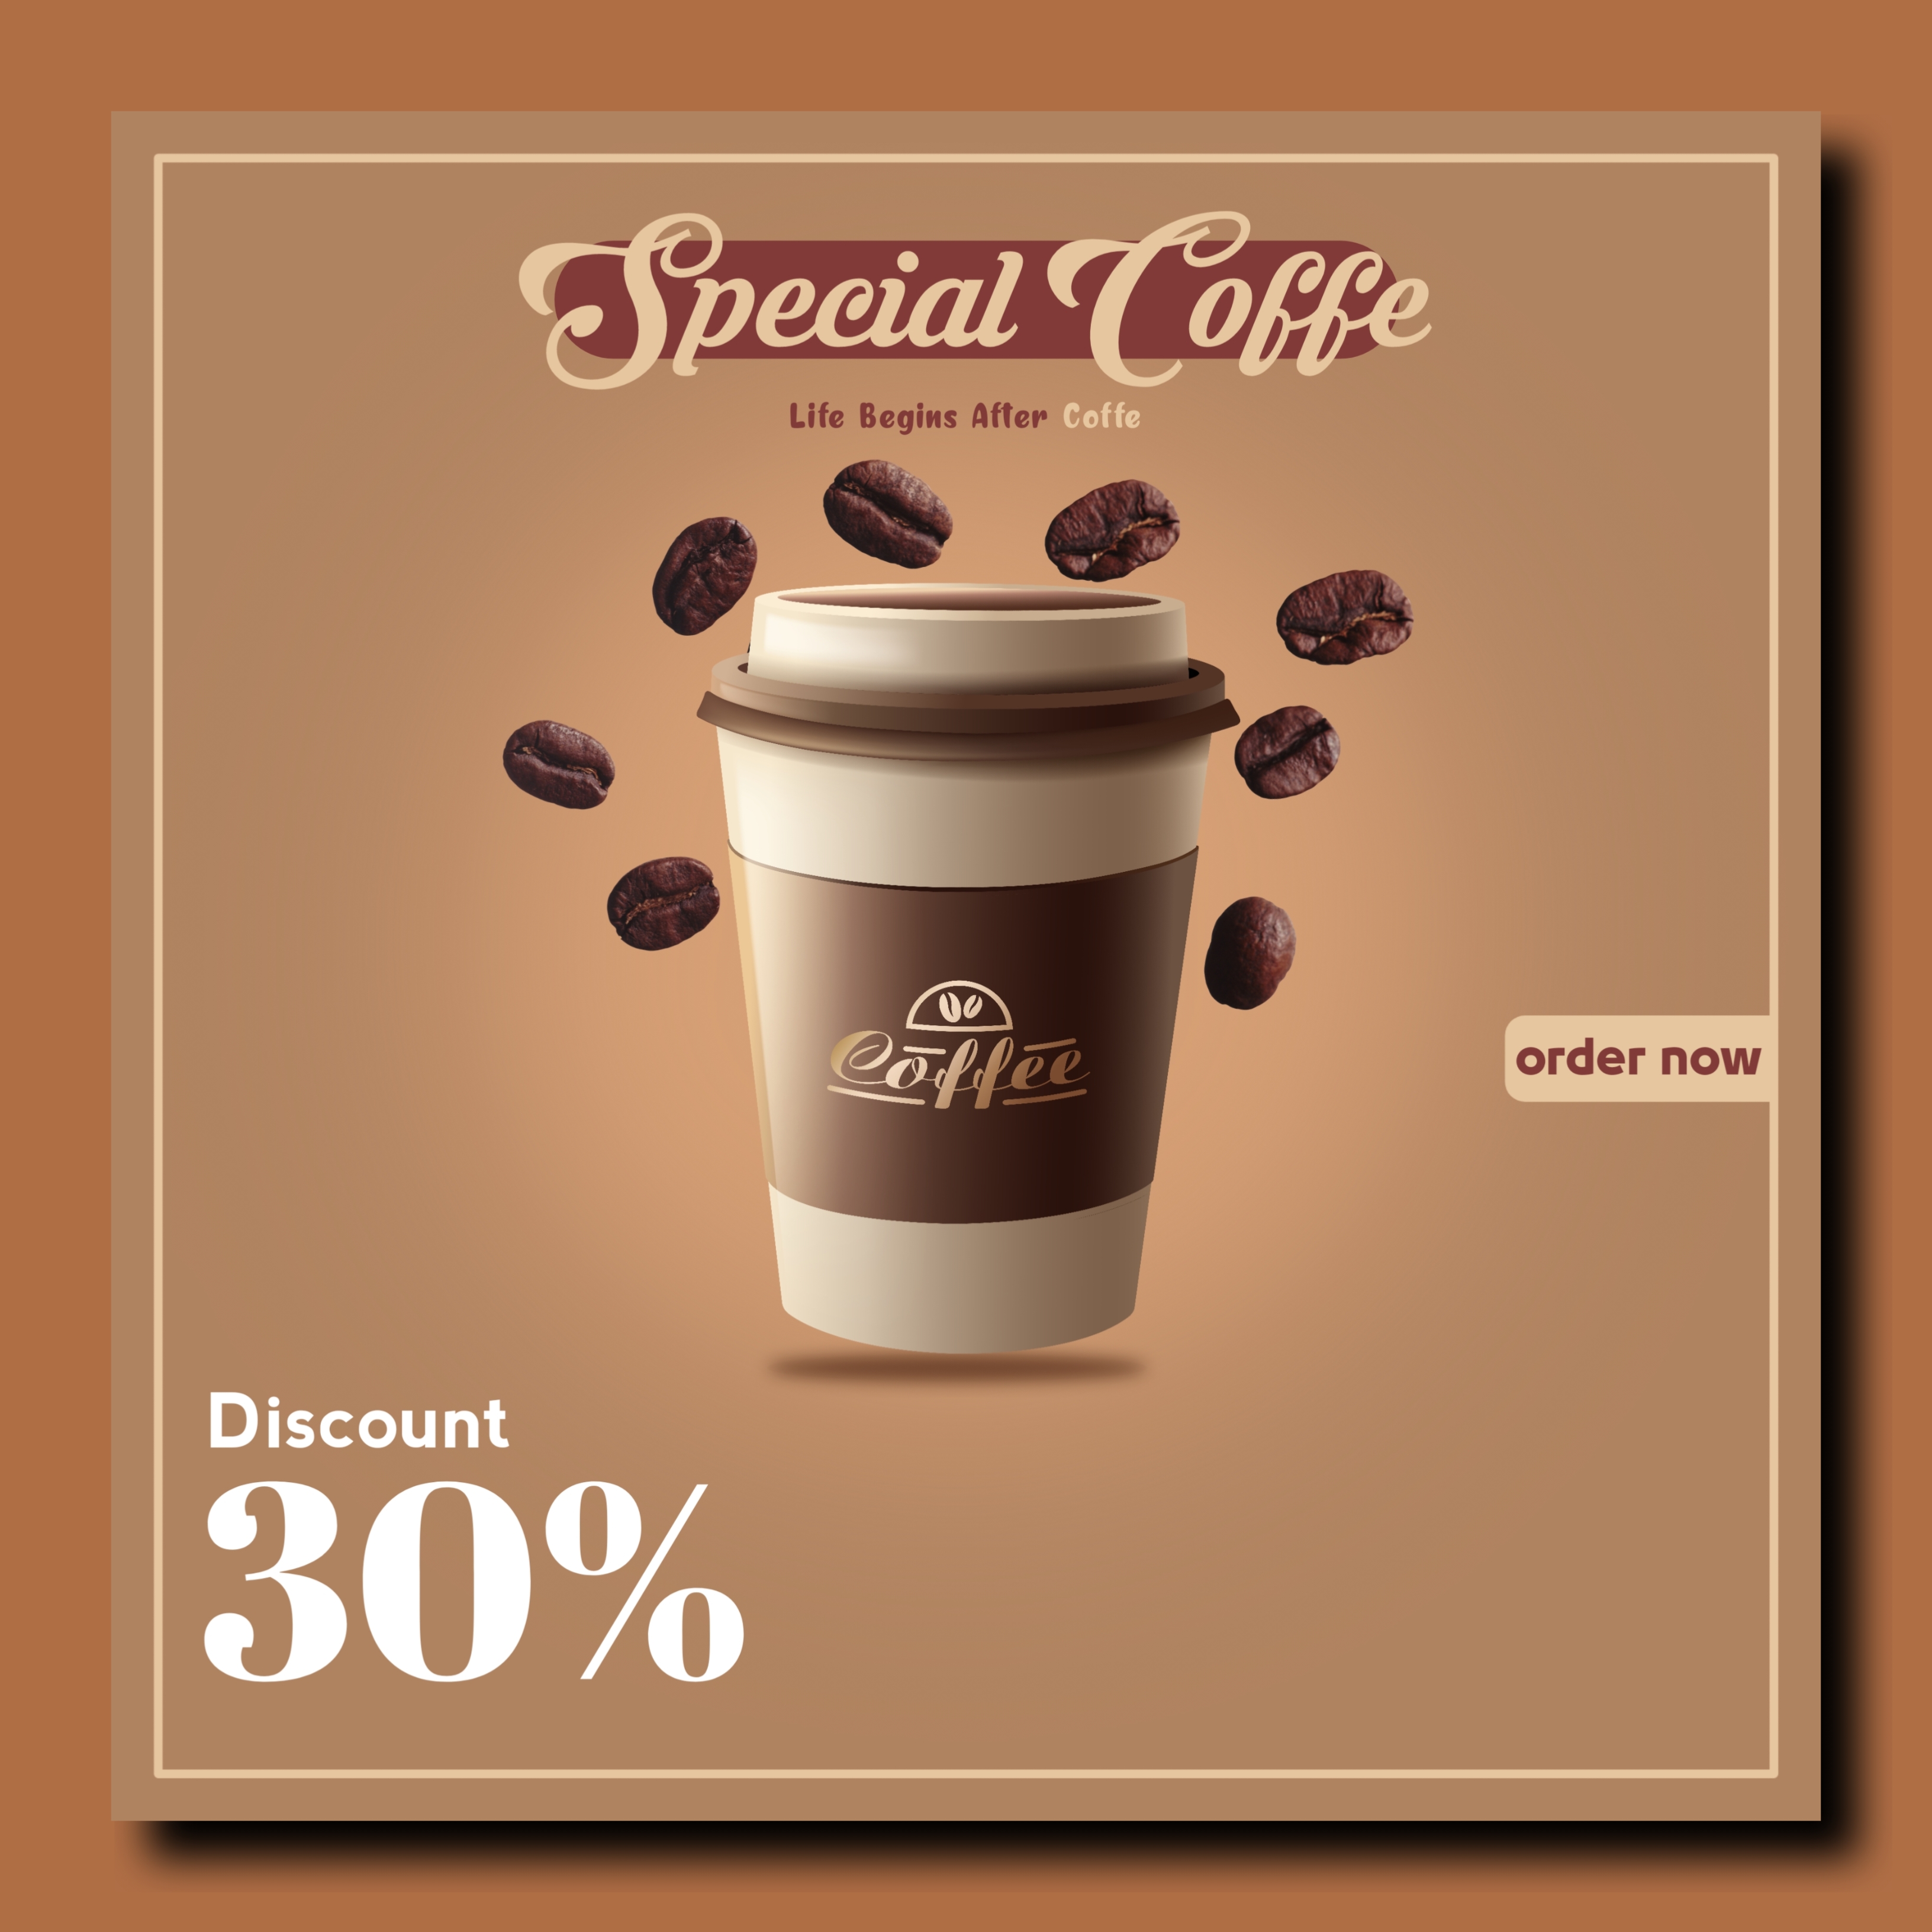 Special Coffe
Life Begins After Coffe
Coffee
order now
Discount
30%